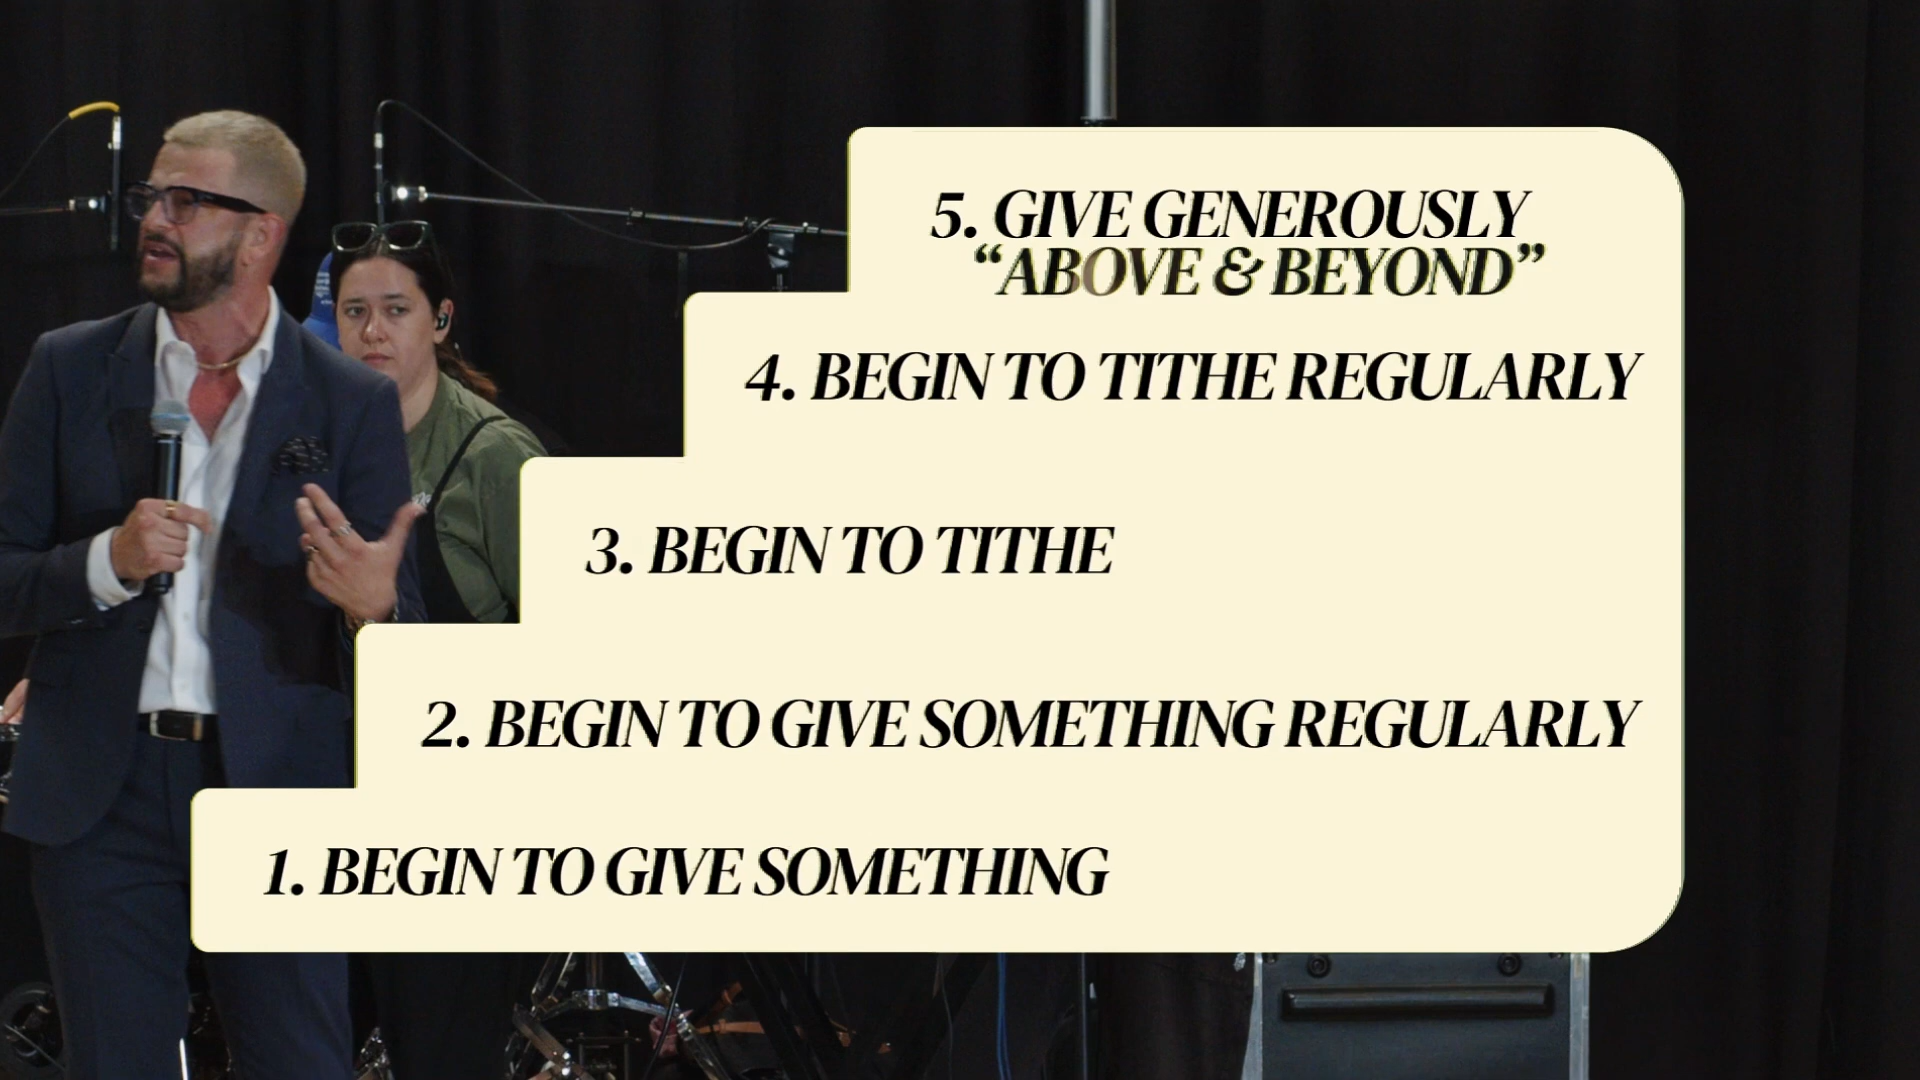 5. GIVE GENEROUSLY
“ABOVE & BEYOND”
4. BEGIN TO TITHE REGULARLY
3. BEGIN TO TITHE
2. BEGIN TO GIVE SOMETHING REGULARLY
1. BEGIN TO GIVE SOMETHING